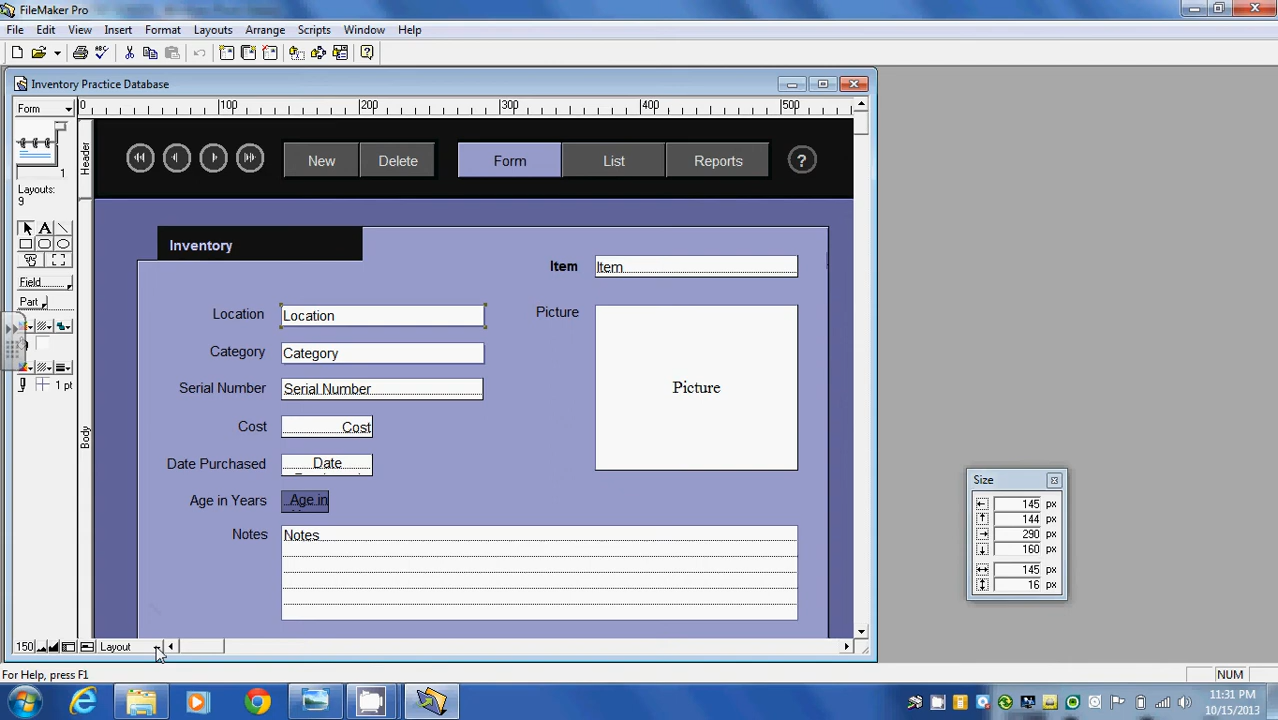 FileMaker Pro
File Edit View Insert Format Layouts Arrange Scripts Window Help
Inventory Practice Database
Form
0 100 200 300 400 500
Header
New Delete Form List Reports ?
1
Layouts:
9
Inventory
Item Item
Field
Part
Location Location
Picture Picture
Category Category
1 pt
Serial Number Serial Number
Cost Cost
Body
Date Purchased Date
Age in Years Age in
Notes Notes
Size
145 px
144 px
290 px
160 px
145 px
16 px
150 Layout
For Help, press F1
NUM
11:31 PM
10/15/2013